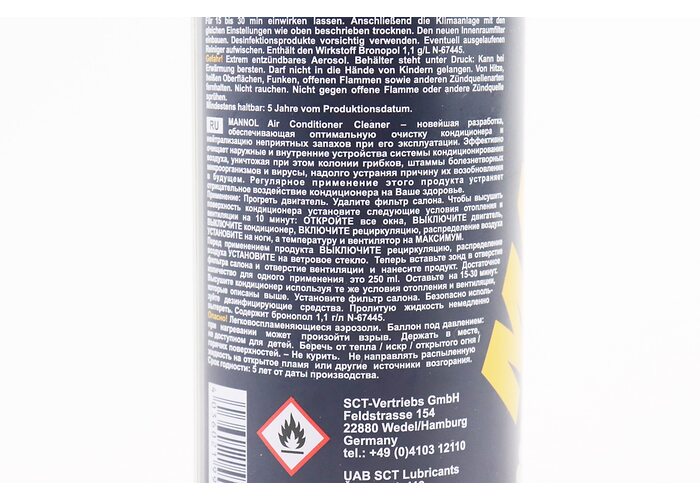 Für 15 bis 30 min einwirken lassen. Anschließend die Klimaanlage mit den
gleichen Einstellungen wie oben beschrieben trocknen. Den neuen Innenraumfilter
einbauen. Desinfektionsprodukte vorsichtig verwenden. Eventuell ausgelaufenen
Reiniger aufwischen. Enthält den Wirkstoff Bronopol 1,1 g/L N-67445.
Gefahr! Extrem entzündbares Aerosol. Behälter steht unter Druck: Kann bei
Erwärmung bersten. Darf nicht in die Hände von Kindern gelangen. Von Hitze,
heißen Oberflächen, Funken, offenen Flammen sowie anderen Zündquellenarten
fernhalten. Nicht rauchen. Nicht gegen offene Flamme oder andere Zündquelle
sprühen.
Mindestens haltbar: 5 Jahre vom Produktionsdatum.
RU MANNOL Air Conditioner Cleaner – новейшая разработка,
обеспечивающая оптимальную очистку кондиционера и
нейтрализацию неприятных запахов при его эксплуатации. Эффективно
очищает наружные и внутренние устройства системы кондиционирования
воздуха, уничтожая при этом колонии грибков, штаммы болезнетворных
микроорганизмов и вирусы, надолго устраняя причину их возобновления
в будущем. Регулярное применение этого продукта устраняет
отрицательное воздействие кондиционера на Ваше здоровье.
Применение: Прогреть двигатель. Удалите фильтр салона. Чтобы высушить
поверхность кондиционера установите следующие условия отопления и
вентиляции на 10 минут: ОТКРОЙТЕ все окна, ВЫКЛЮЧИТЕ двигатель,
ВЫКЛЮЧИТЕ кондиционер, ВКЛЮЧИТЕ рециркуляцию, распределение воздуха
УСТАНОВИТЕ на ноги, а температуру и вентилятор на МАКСИМУМ.
Перед применением продукта ВЫКЛЮЧИТЕ рециркуляцию, распределение
УСТАНОВИТЕ на ветровое стекло. Теперь вставьте зонд в отверстие
фильтра салона и отверстие вентиляции и нанесите продукт. Достаточное
количество для одного применения это 250 ml. Оставьте на 15-30 минут.
Высушите кондиционер используя те же условия отопления и вентиляции,
которые описаны выше. Установите фильтр салона. Безопасно исполь-
зуйте дезинфицирующие средства. Пролитую жидкость немедленно
вытереть. Содержит бронопол 1,1 г/л N-67445.
Опасно! Легковоспламеняющиеся аэрозоли. Баллон под давлением:
при нагревании может произойти взрыв. Держать в месте,
не доступном для детей. Беречь от тепла / искр / открытого огня /
горячих поверхностей. – Не курить. Не направлять распыленную
жидкость на открытое пламя или другие источники возгорания.
Срок годности: 5 лет от даты производства.
SCT-Vertriebs GmbH
Feldstrasse 154
22880 Wedel/Hamburg
Germany
tel.: +49 (0)4103 12110
UAB SCT Lubricants